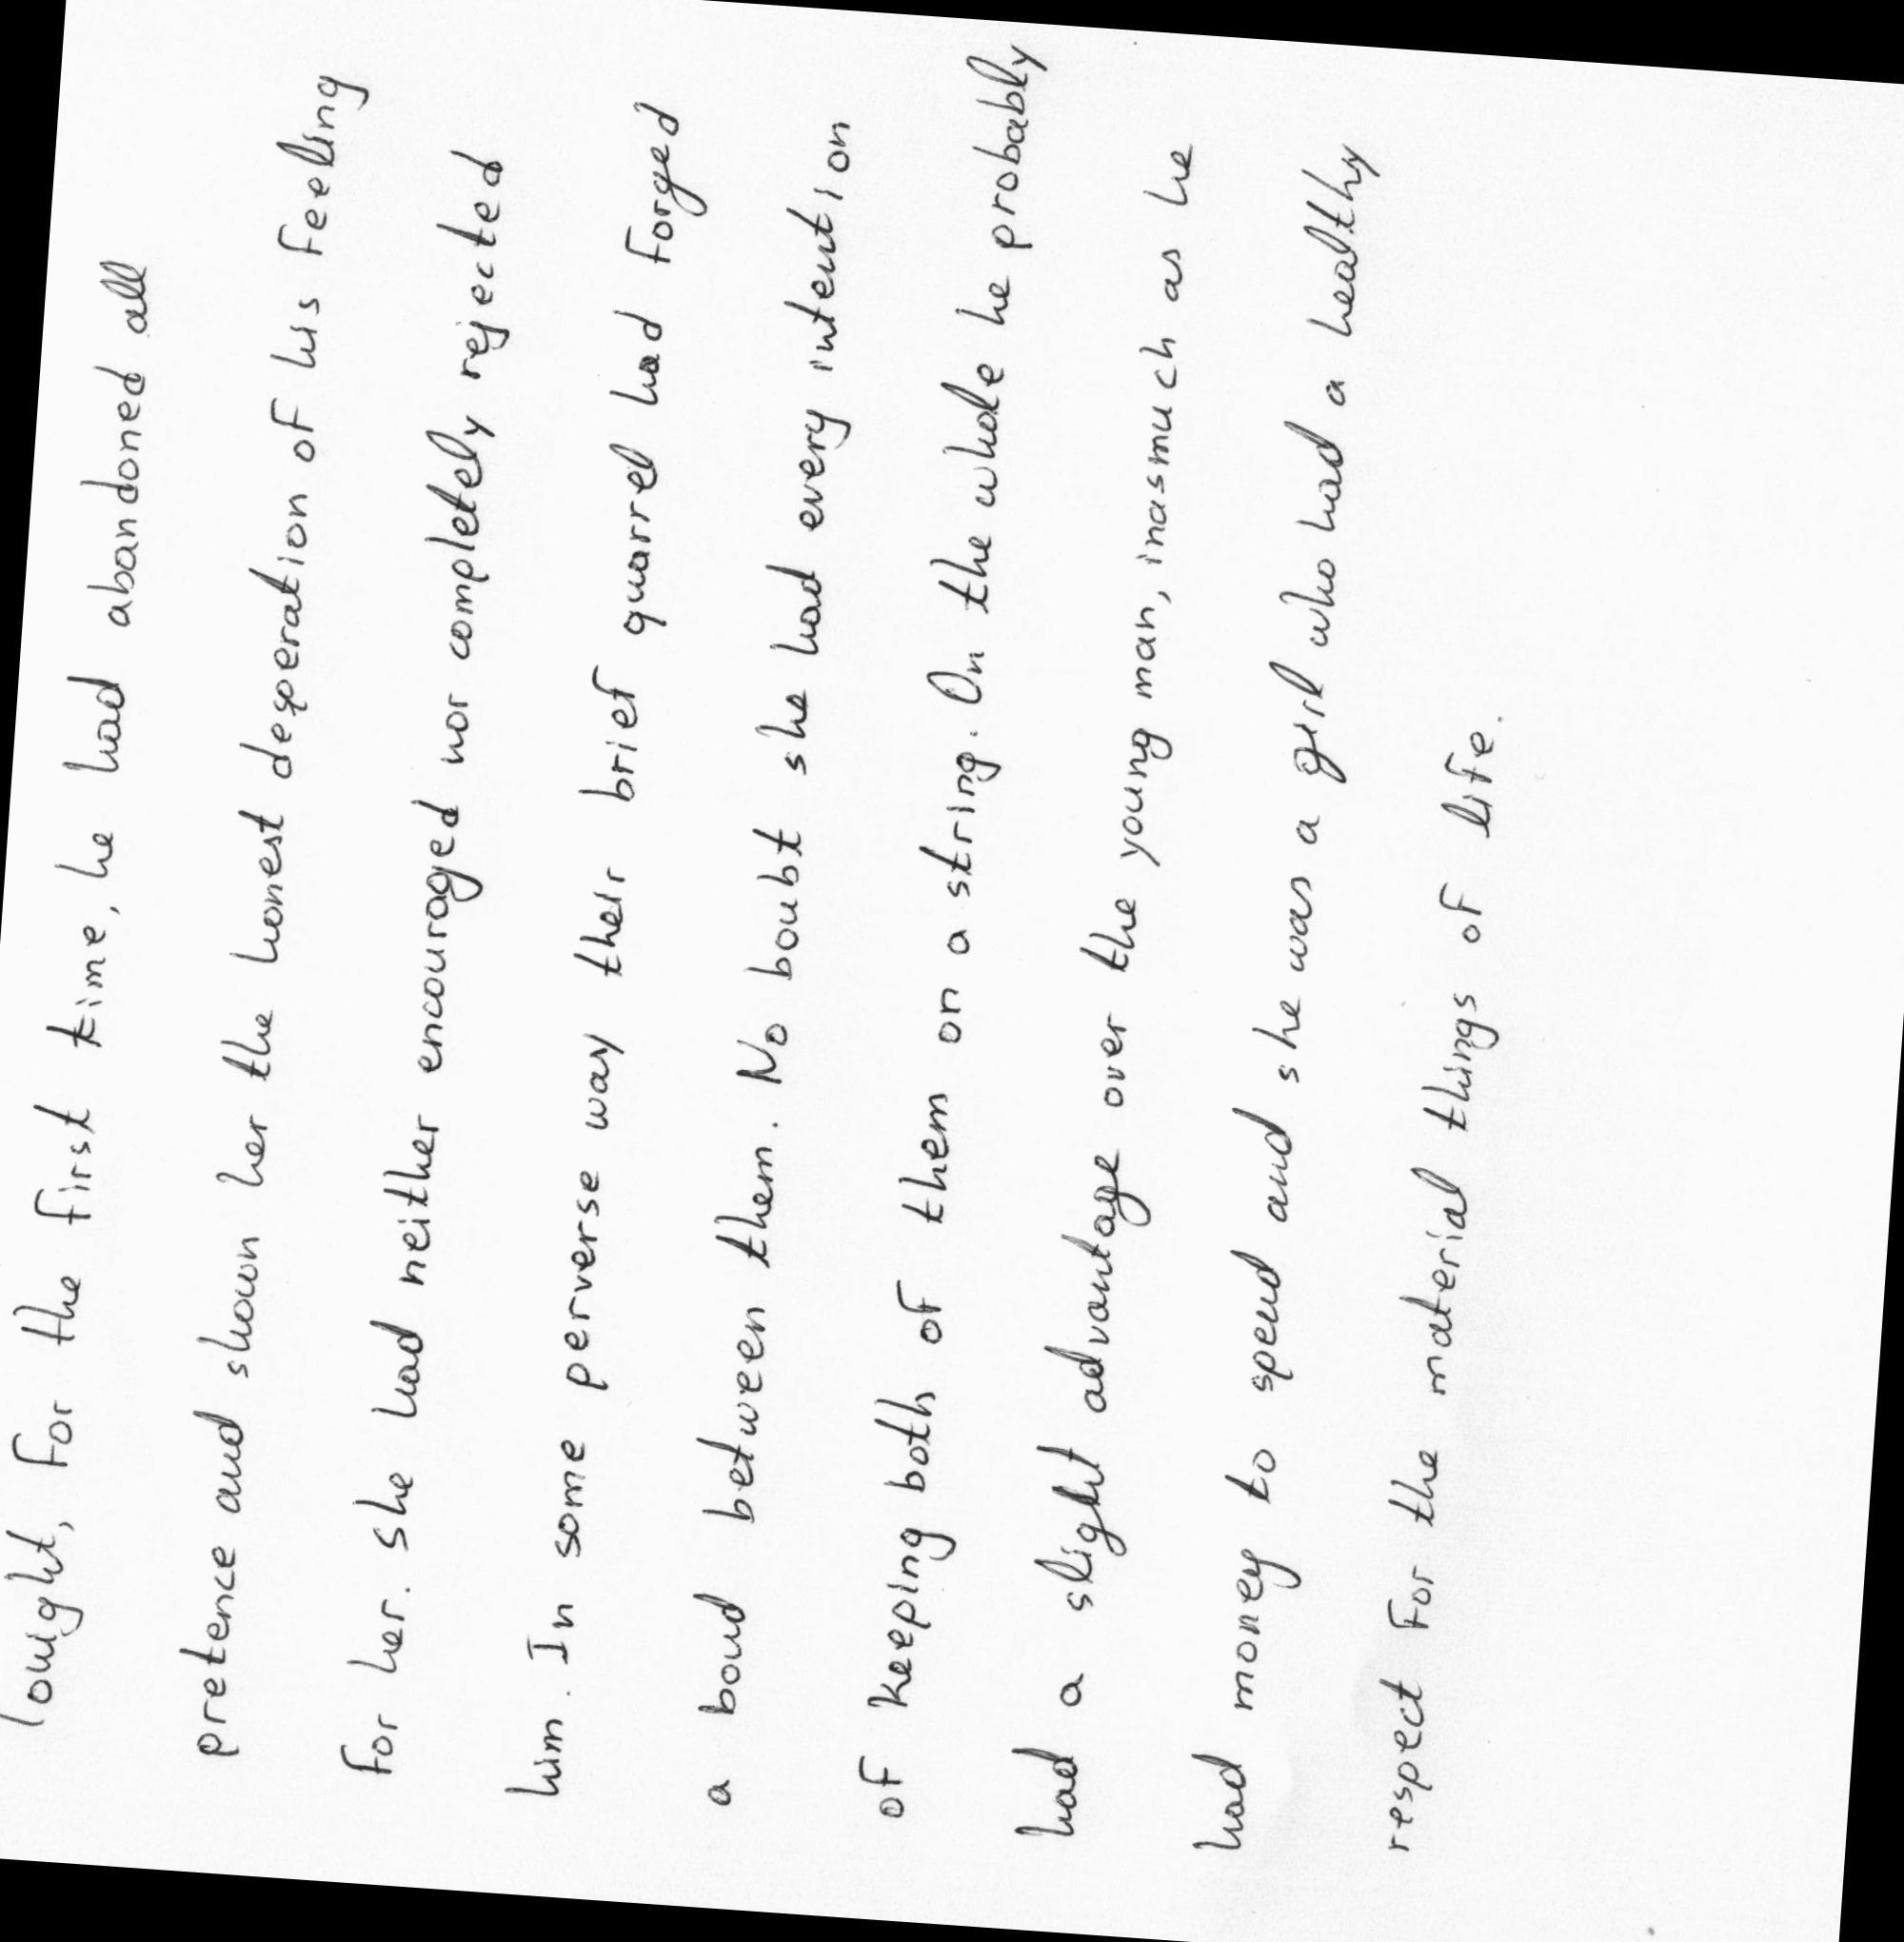 Tonight, For the first time, he had abandoned all
pretence and shown her the honest desperation of his feeling
for her. She had neither encouraged nor completely rejected
him. In some perverse way their brief quarrel had forged
a bond between them. No boubt she had every intention
of keeping both of them on a string. On the whole he probably
had a slight advantage over the young man, inasmuch as he
had money to spend and she was a girl who had a healthy
respect for the material things of life.